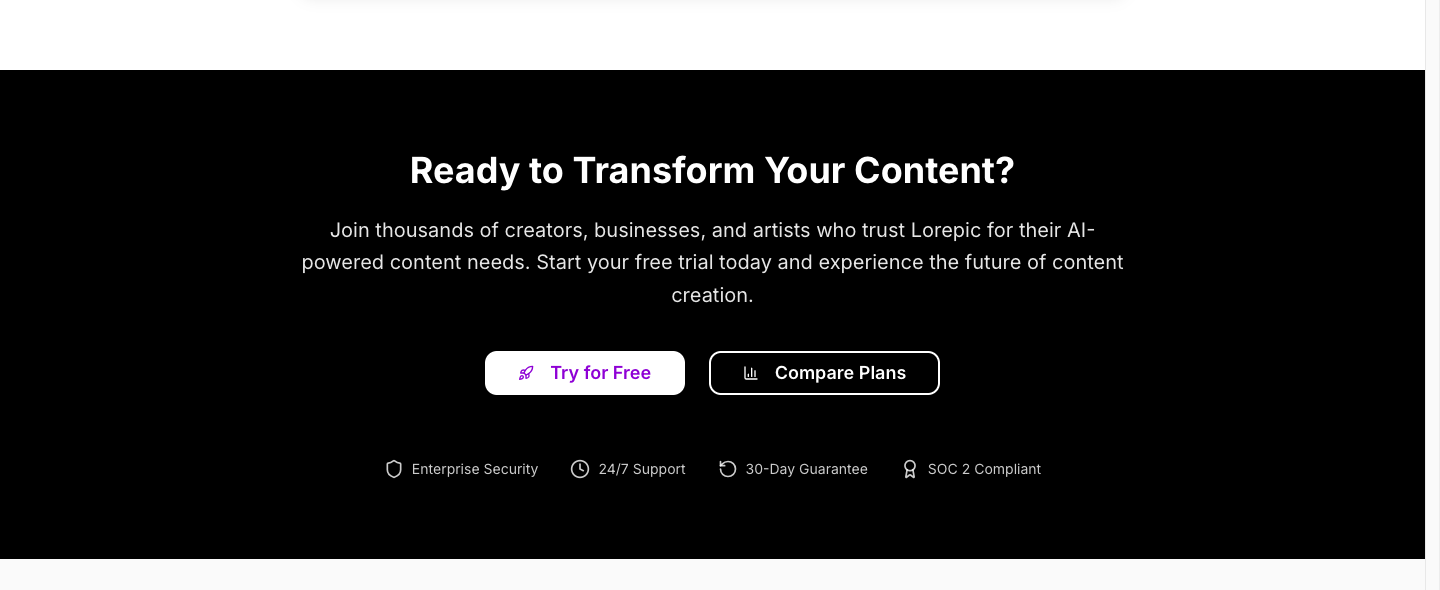 Ready to Transform Your Content?
Join thousands of creators, businesses, and artists who trust Lorepic for their AI-
powered content needs. Start your free trial today and experience the future of content
creation.
Try for Free
Compare Plans
Enterprise Security
24/7 Support
30-Day Guarantee
SOC 2 Compliant